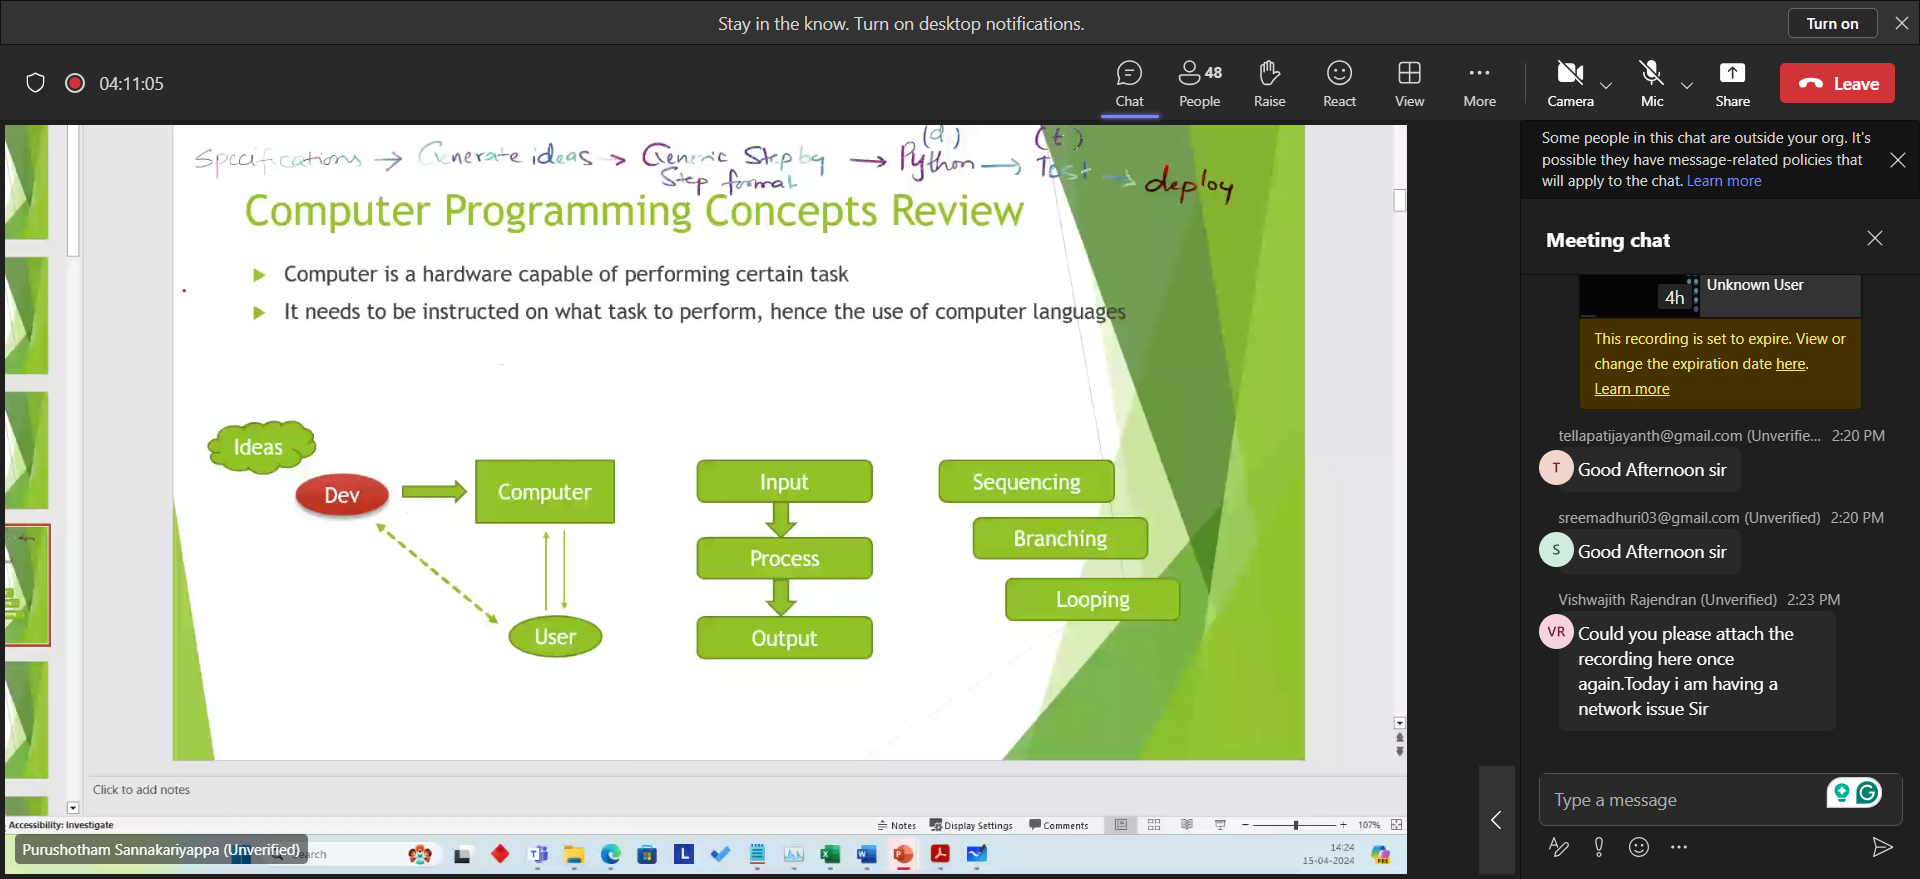 Stay in the know. Turn on desktop notifications.
Turn on
04:11:05
Chat
48
People
Raise
React
View
More
Camera
Mic
Share
Leave
(d)
(t)
Specifications → Generate ideas → Generic Step by → Python → Test → deploy
Step format
Computer Programming Concepts Review
Computer is a hardware capable of performing certain task
It needs to be instructed on what task to perform, hence the use of computer languages
Ideas
Dev
Computer
User
Input
Process
Output
Sequencing
Branching
Looping
Click to add notes
Accessibility: Investigate
Notes
Display Settings
Comments
107%
Purushotham Sannakariyappa (Unverified)
14:24
15-04-2024
Some people in this chat are outside your org. It's
possible they have message-related policies that
will apply to the chat. Learn more
Meeting chat
4h
Unknown User
This recording is set to expire. View or
change the expiration date here.
Learn more
tellapatijayanth@gmail.com (Unverifie... 2:20 PM
T
Good Afternoon sir
sreemadhuri03@gmail.com (Unverified) 2:20 PM
S
Good Afternoon sir
Vishwajith Rajendran (Unverified) 2:23 PM
VR
Could you please attach the
recording here once
again.Today i am having a
network issue Sir
Type a message